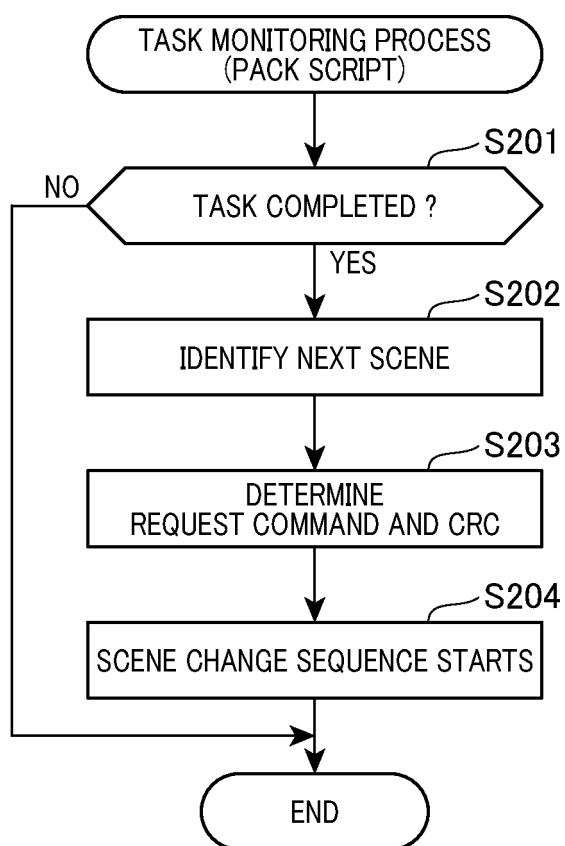 TASK MONITORING PROCESS
(PACK SCRIPT)
S201
NO
TASK COMPLETED ?
YES
S202
IDENTIFY NEXT SCENE
S203
DETERMINE
REQUEST COMMAND AND CRC
S204
SCENE CHANGE SEQUENCE STARTS
END